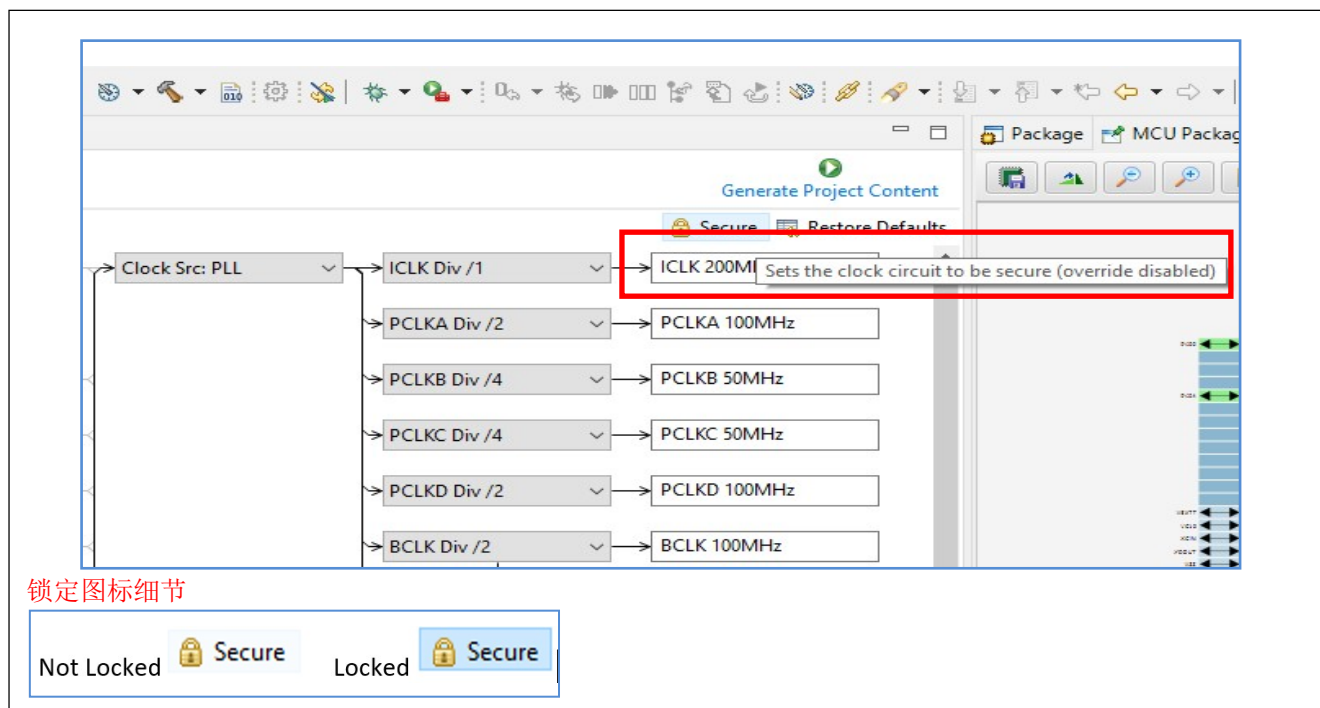 010
Package MCU Packag
Generate Project Content
Secure Restore Defaults
Clock Src: PLL ICLK Div /1 ICLK 200M
Sets the clock circuit to be secure (override disabled)
PCLKA Div /2 PCLKA 100MHz
PCLKB Div /4 PCLKB 50MHz
PCLKC Div /4 PCLKC 50MHz
PCLKD Div /2 PCLKD 100MHz
BCLK Div /2 BCLK 100MHz
锁定图标细节
Not Locked Secure Locked Secure